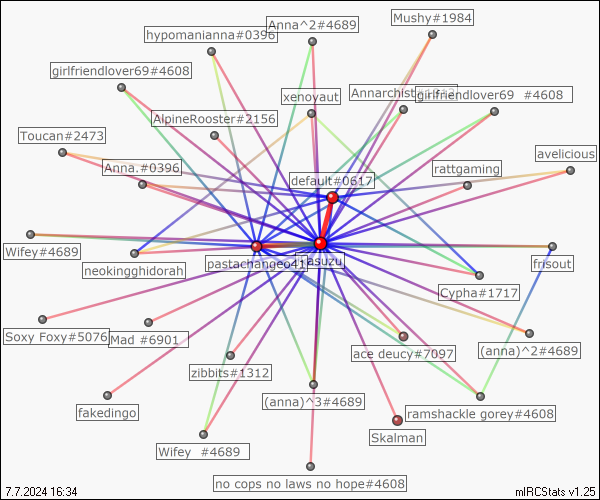 Mushy#1984
Anna^2#4689
hypomanianna#0396
girlfriendlover69#4608
xenoyaut
girlfriendlover69 #4608
AlpineRooster#2156
Toucan#2473
avelicious
Anna.#0396
rattgaming
default#0617
Wifey#4689
pastachangeo41
asuzu
frisout
neokingghidorah
Cypha#1717
Soxy Foxy#5076
Mad #6901
ace deucy#7097
(anna)^2#4689
zibbits#1312
(anna)^3#4689
fakedingo
ramshackle gorey#4608
Skalman
Wifey #4689
no cops no laws no hope#4608
7.7.2024 16:34
mIRCStats v1.25